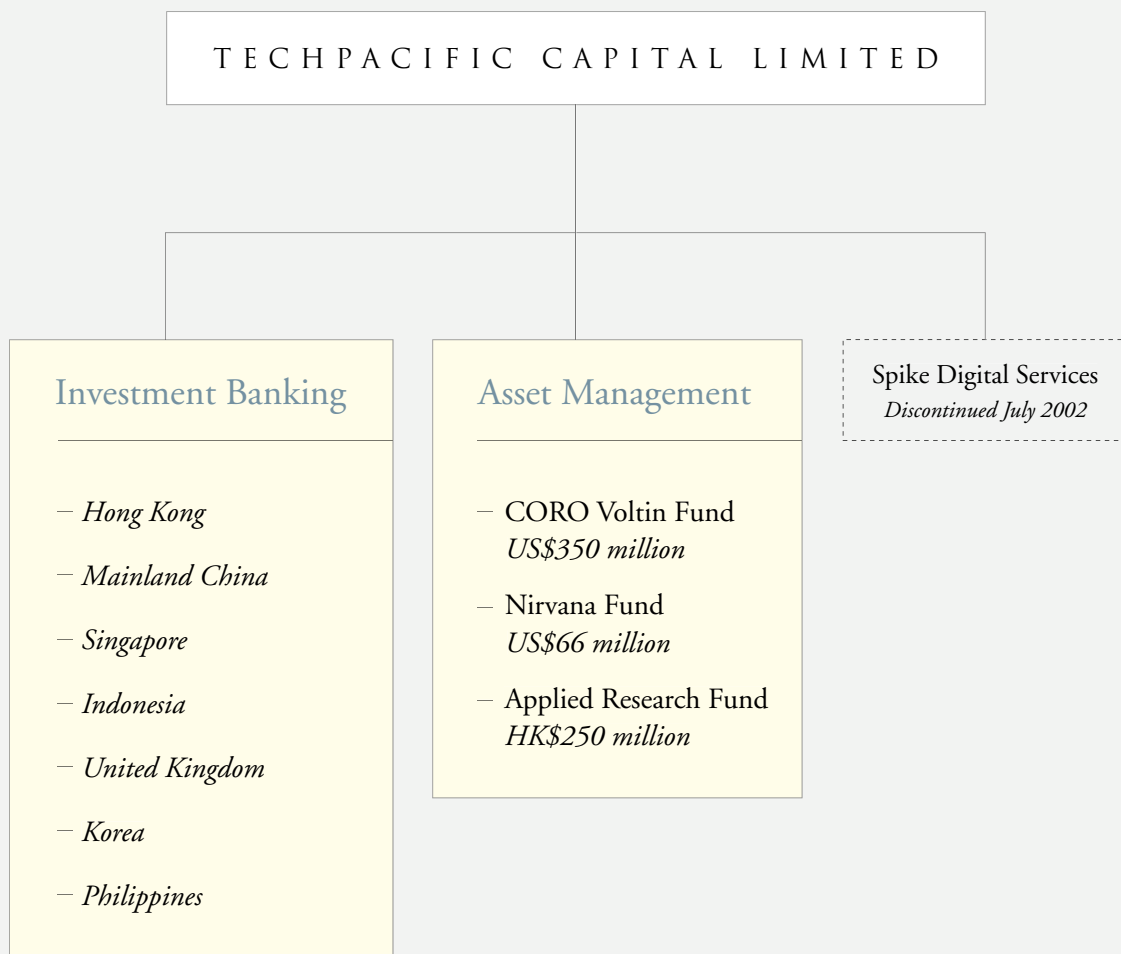 TECHPACIFIC CAPITAL LIMITED
Investment Banking
– Hong Kong
– Mainland China
– Singapore
– Indonesia
– United Kingdom
– Korea
– Philippines
Asset Management
– CORO Voltin Fund
US$350 million
– Nirvana Fund
US$66 million
– Applied Research Fund
HK$250 million
Spike Digital Services
Discontinued July 2002